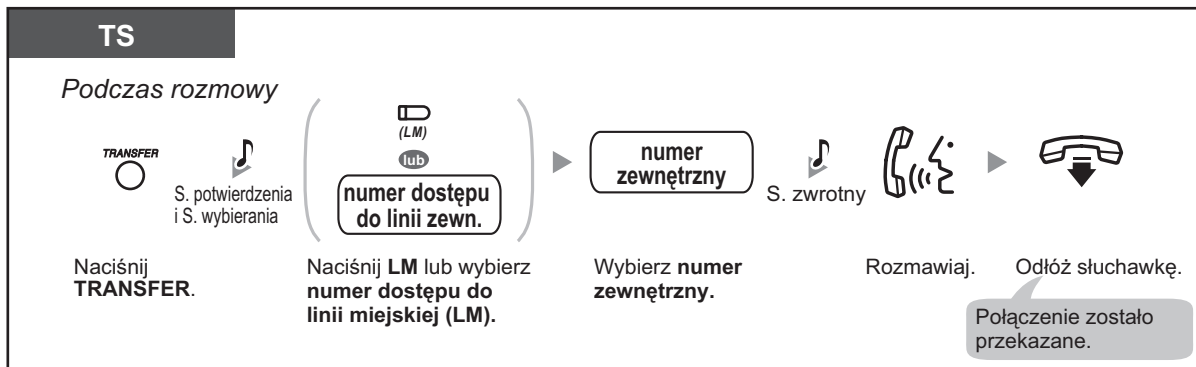 TS
Podczas rozmowy
TRANSFER
S. potwierdzenia
i S. wybierania
(LM)
lub
numer dostępu
do linii zewn.
numer
zewnętrzny
S. zwrotny
Naciśnij
TRANSFER.
Naciśnij LM lub wybierz
numer dostępu do
linii miejskiej (LM).
Wybierz numer
zewnętrzny.
Rozmawiaj.
Odłóż słuchawkę.
Połączenie zostało
przekazane.